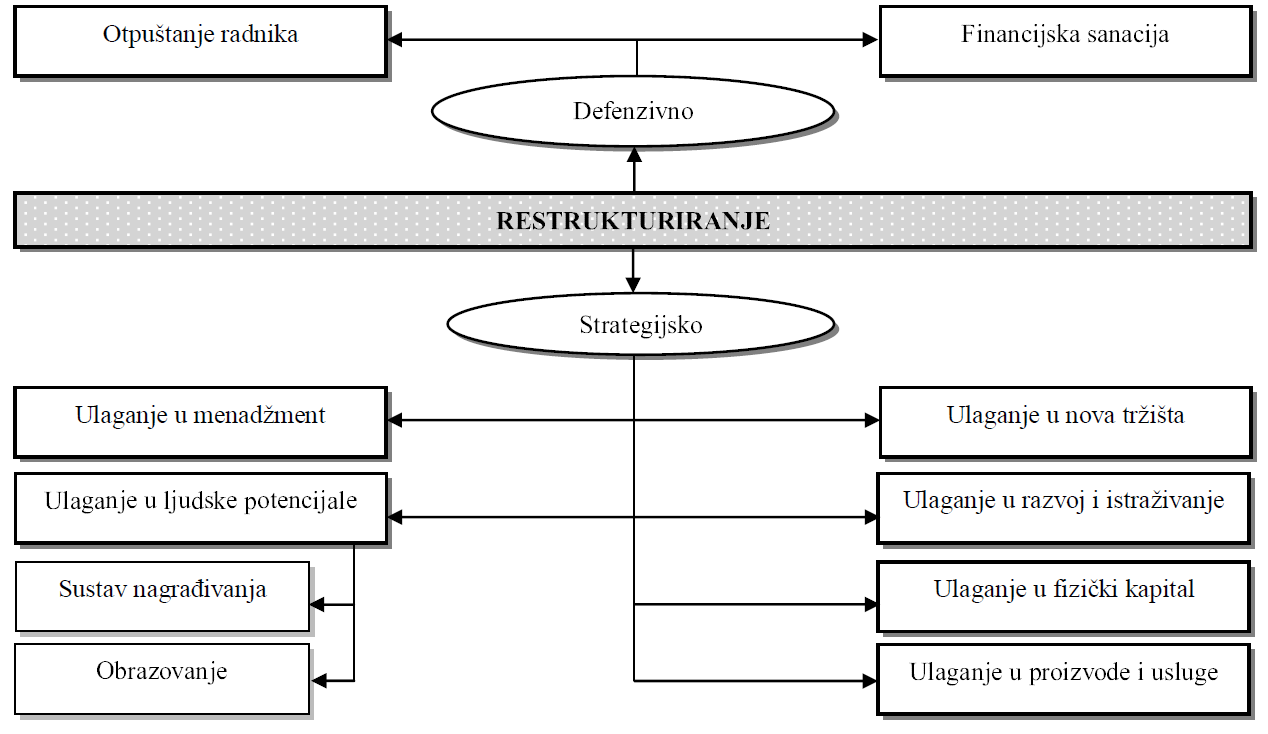 Otpuštanje radnika
Financijska sanacija
Defenzivno
RESTRUKTURIRANJE
Strategijsko
Ulaganje u menadžment
Ulaganje u nova tržišta
Ulaganje u ljudske potencijale
Ulaganje u razvoj i istraživanje
Sustav nagrađivanja
Ulaganje u fizički kapital
Obrazovanje
Ulaganje u proizvode i usluge